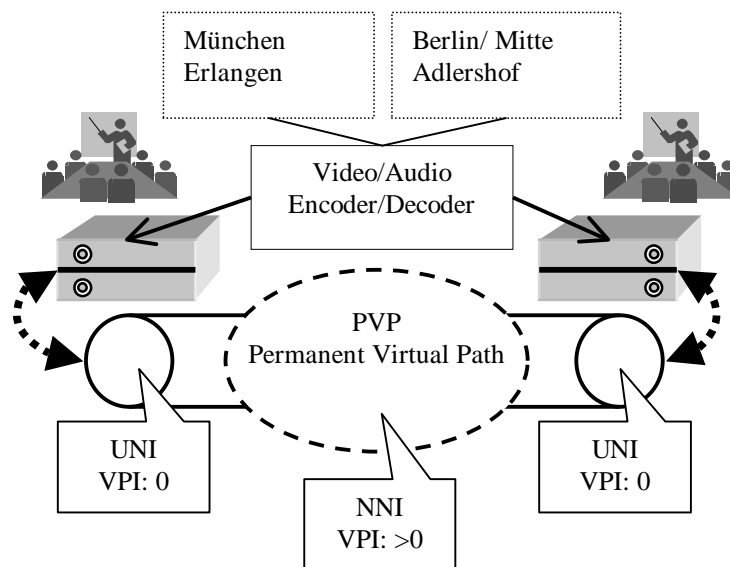 München
Erlangen
Berlin/ Mitte
Adlershof
Video/Audio
Encoder/Decoder
PVP
Permanent Virtual Path
UNI
VPI: 0
UNI
VPI: 0
NNI
VPI: >0